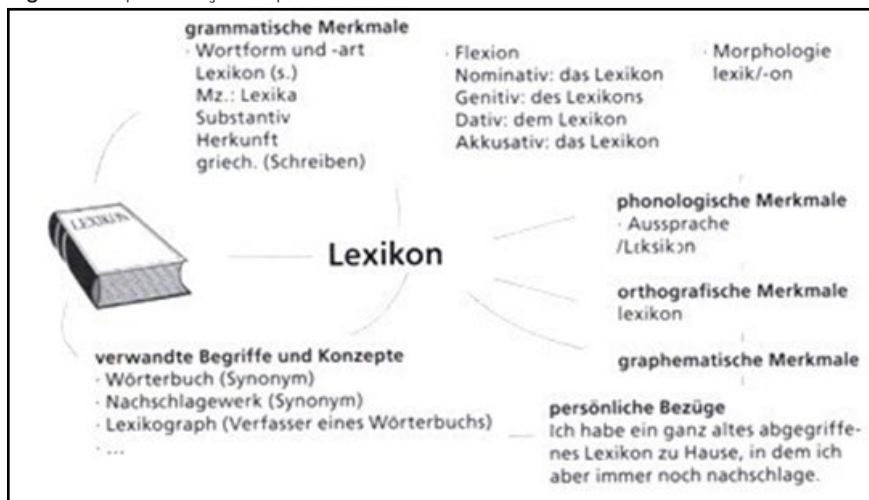 grammatische Merkmale
· Wortform und -art
Lexikon (s.)
Mz.: Lexika
Substantiv
Herkunft
griech. (Schreiben)
· Flexion
Nominativ: das Lexikon
Genitiv: des Lexikons
Dativ: dem Lexikon
Akkusativ: das Lexikon
· Morphologie
lexik/-on
LEXIKON
Lexikon
phonologische Merkmale
· Aussprache
/Lɛksikɔn
orthografische Merkmale
lexikon
graphematische Merkmale
verwandte Begriffe und Konzepte
· Wörterbuch (Synonym)
· Nachschlagewerk (Synonym)
· Lexikograph (Verfasser eines Wörterbuchs)
· ...
persönliche Bezüge
Ich habe ein ganz altes abgegriffe-
nes Lexikon zu Hause, in dem ich
aber immer noch nachschlage.